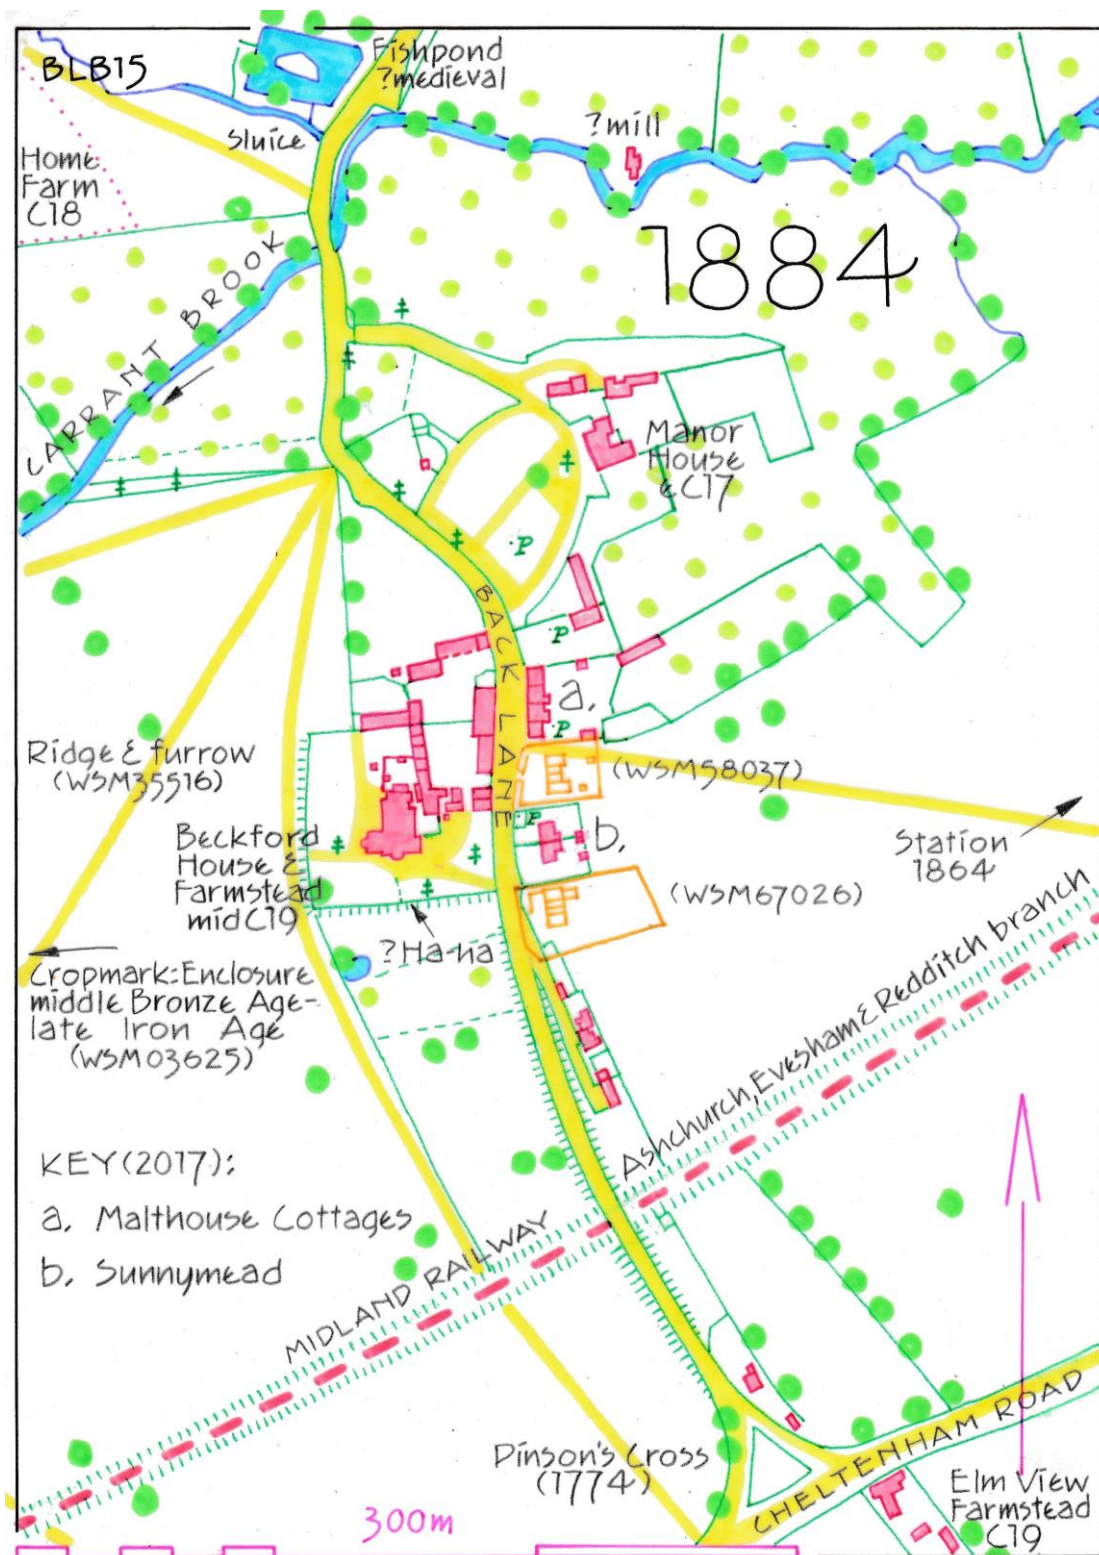 BLB15
Fishpond
?medieval
Sluice
?mill
Home
Farm
C18
1884
CARRANT BROOK
Manor
House
eC17
P
BACK LANE
P
a.
P
Ridge & furrow
(WSM35516)
(WSM58037)
P
b.
Beckford
House &
Farmstead
midC19
Station
1864
(WSM67026)
?Ha-ha
Cropmark: Enclosure
middle Bronze Age-
late Iron Age
(WSM03625)
Ashchurch, Evesham & Redditch branch
KEY (2017):
a. Malthouse Cottages
b. Sunnymead
MIDLAND RAILWAY
Pinson's Cross
(1774)
CHELTENHAM ROAD
Elm View
Farmstead
C19
300m